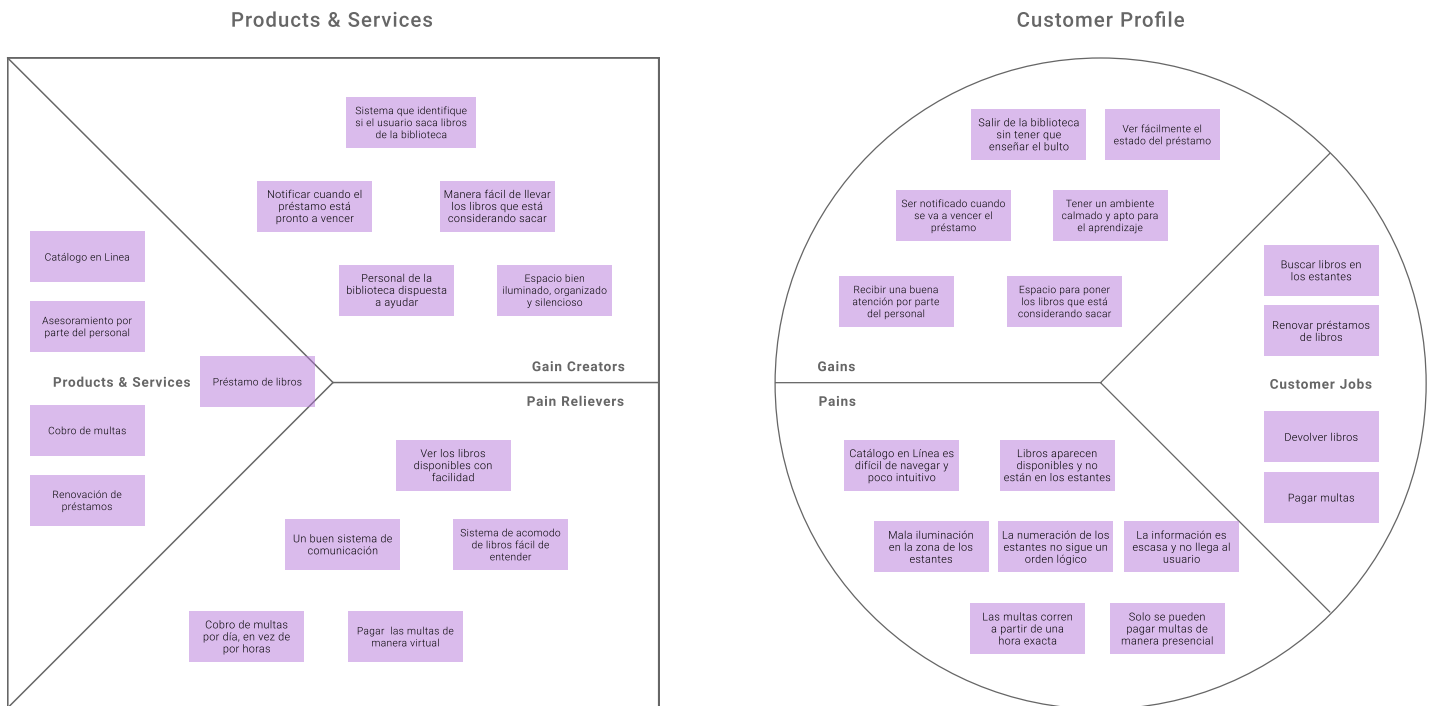 Products & Services
Sistema que identifique
si el usuario saca libros
de la biblioteca
Notificar cuando el
préstamo está
pronto a vencer
Manera fácil de llevar
los libros que está
considerando sacar
Personal de la
biblioteca dispuesta
a ayudar
Espacio bien
iluminado, organizado
y silencioso
Gain Creators
Catálogo en Linea
Asesoramiento por
parte del personal
Products & Services
Préstamo de libros
Cobro de multas
Renovación de
préstamos
Pain Relievers
Ver los libros
disponibles con
facilidad
Un buen sistema de
comunicación
Sistema de acomodo
de libros fácil de
entender
Cobro de multas
por día, en vez de
por horas
Pagar las multas de
manera virtual
Customer Profile
Salir de la biblioteca
sin tener que
enseñar el bulto
Ver fácilmente el
estado del préstamo
Ser notificado cuando
se va a vencer el
préstamo
Tener un ambiente
calmado y apto para
el aprendizaje
Recibir una buena
atención por parte
del personal
Espacio para poner
los libros que está
considerando sacar
Gains
Pains
Catálogo en Línea es
difícil de navegar y
poco intuitivo
Libros aparecen
disponibles y no
están en los estantes
Mala iluminación
en la zona de los
estantes
La numeración de los
estantes no sigue un
orden lógico
La información es
escasa y no llega al
usuario
Las multas corren
a partir de una
hora exacta
Solo se pueden
pagar multas de
manera presencial
Buscar libros en
los estantes
Renovar préstamos
de libros
Customer Jobs
Devolver libros
Pagar multas